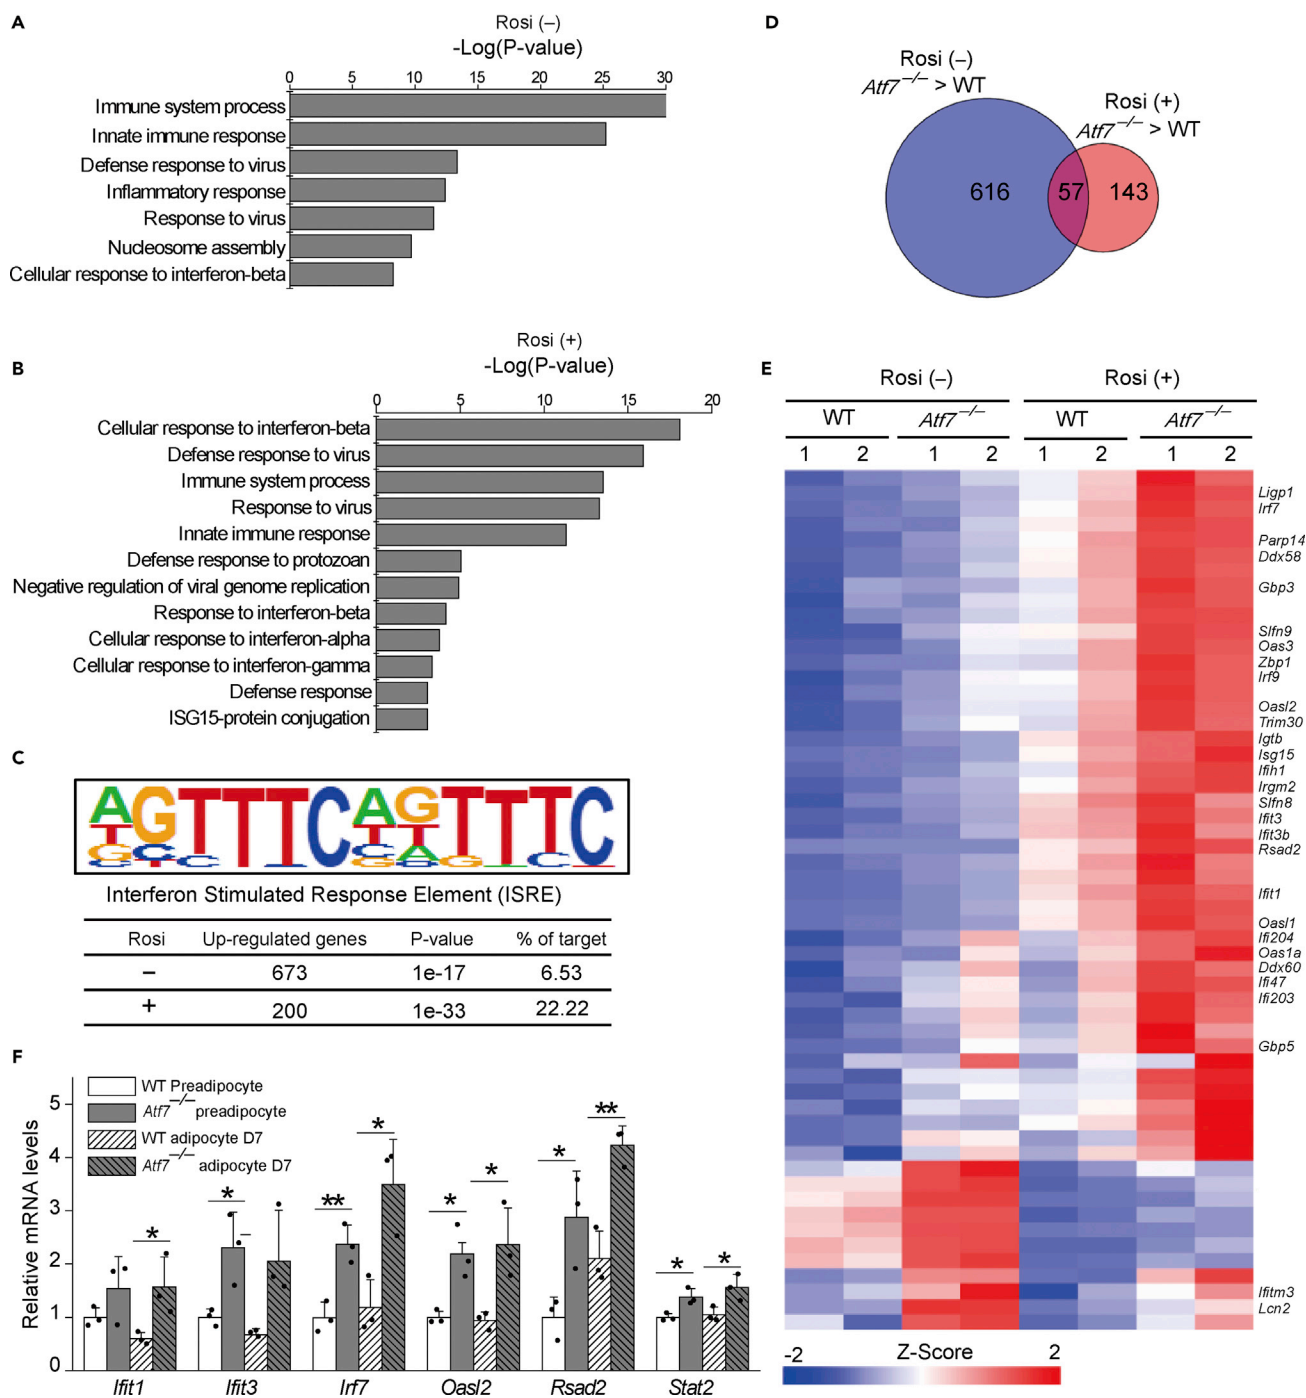 A
Rosi (–)
-Log(P-value)
0 5 10 15 20 25 30
Immune system process
Innate immune response
Defense response to virus
Inflammatory response
Response to virus
Nucleosome assembly
Cellular response to interferon-beta
B
Rosi (+)
-Log(P-value)
0 5 10 15 20
Cellular response to interferon-beta
Defense response to virus
Immune system process
Response to virus
Innate immune response
Defense response to protozoan
Negative regulation of viral genome replication
Response to interferon-beta
Cellular response to interferon-alpha
Cellular response to interferon-gamma
Defense response
ISG15-protein conjugation
C
AGTTTCAGTTTC
Interferon Stimulated Response Element (ISRE)
Rosi Up-regulated genes P-value % of target
– 673 1e-17 6.53
+ 200 1e-33 22.22
D
Rosi (–)
Atf7–/– > WT
Rosi (+)
Atf7–/– > WT
616 57 143
E
Rosi (–) Rosi (+)
WT Atf7–/– WT Atf7–/–
1 2 1 2 1 2 1 2
Ligp1
Irf7
Parp14
Ddx58
Gbp3
Slfn9
Oas3
Zbp1
Irf9
Oasl2
Trim30
Igtb
Isg15
Ifih1
Irgm2
Slfn8
Ifit3
Ifit3b
Rsad2
Ifit1
Oasl1
Ifi204
Oas1a
Ddx60
Ifi47
Ifi203
Gbp5
Ifitm3
Lcn2
-2 Z-Score 2
F
WT Preadipocyte
Atf7–/– preadipocyte
WT adipocyte D7
Atf7–/– adipocyte D7
Relative mRNA levels
5
4
3
2
1
0
* * ** * * * * ** * *
Ifit1 Ifit3 Irf7 Oasl2 Rsad2 Stat2